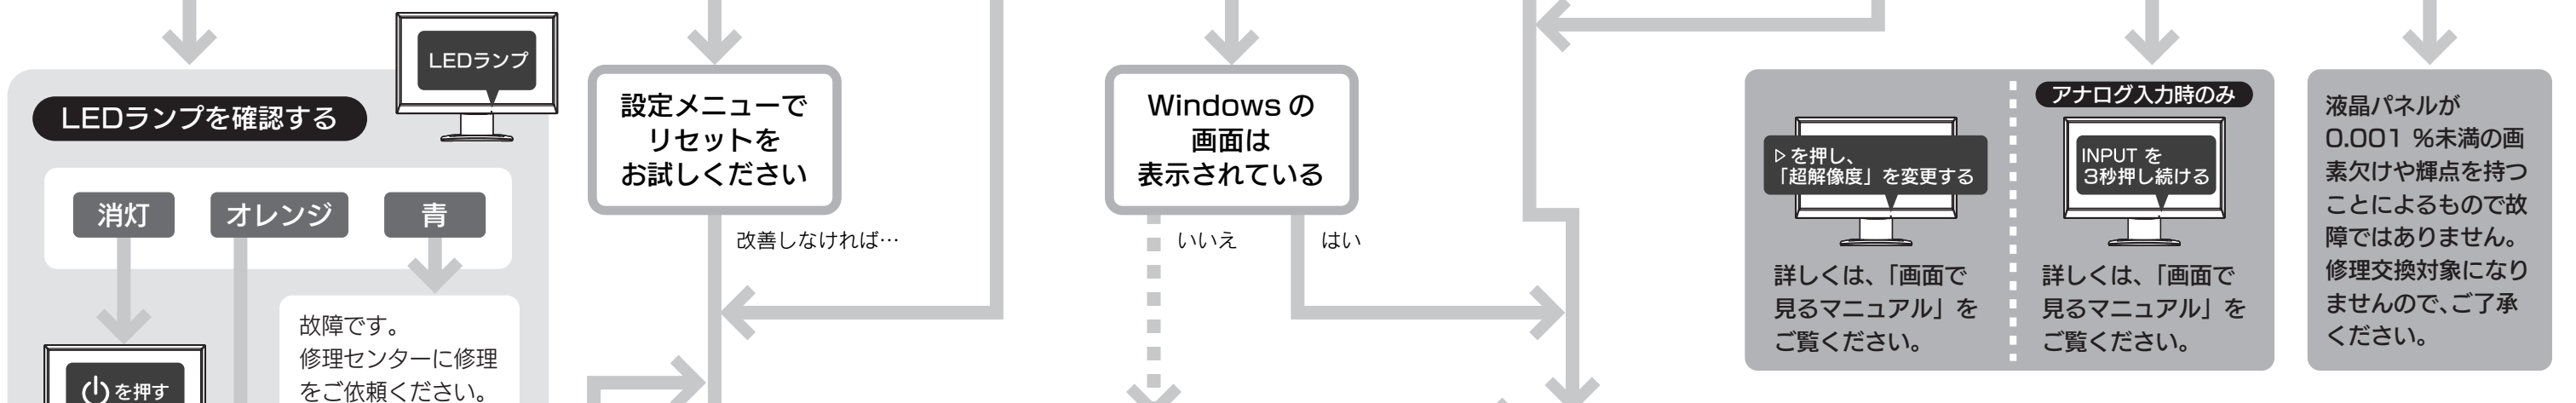 LEDランプ
LEDランプを確認する
消灯
オレンジ
青
故障です。
修理センターに修理
をご依頼ください。
を押す
設定メニューで
リセットを
お試しください
改善しなければ…
Windows の
画面は
表示されている
いいえ
はい
▷を押し、
「超解像度」を変更する
詳しくは、「画面で
見るマニュアル」を
ご覧ください。
アナログ入力時のみ
INPUT を
3秒押し続ける
詳しくは、「画面で
見るマニュアル」を
ご覧ください。
液晶パネルが
0.001 %未満の画
素欠けや輝点を持つ
ことによるもので故
障ではありません。
修理交換対象になり
ませんので、ご了承
ください。